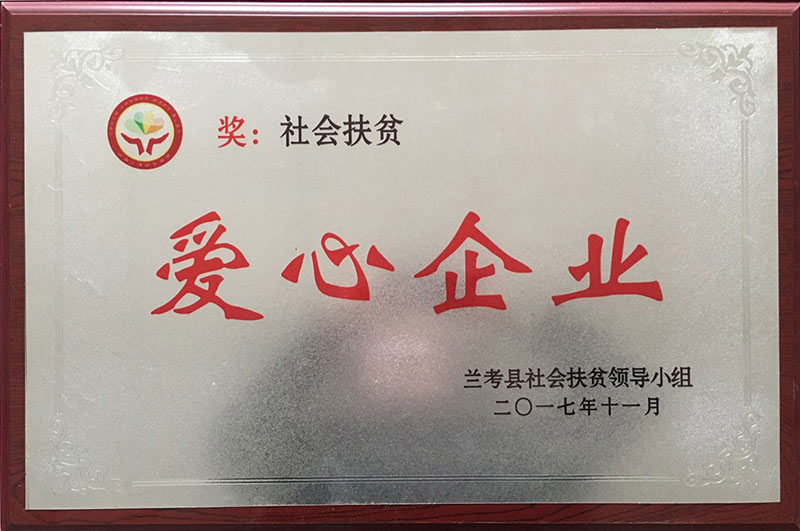 奖：社会扶贫
爱心企业
兰考县社会扶贫领导小组
二〇一七年十一月